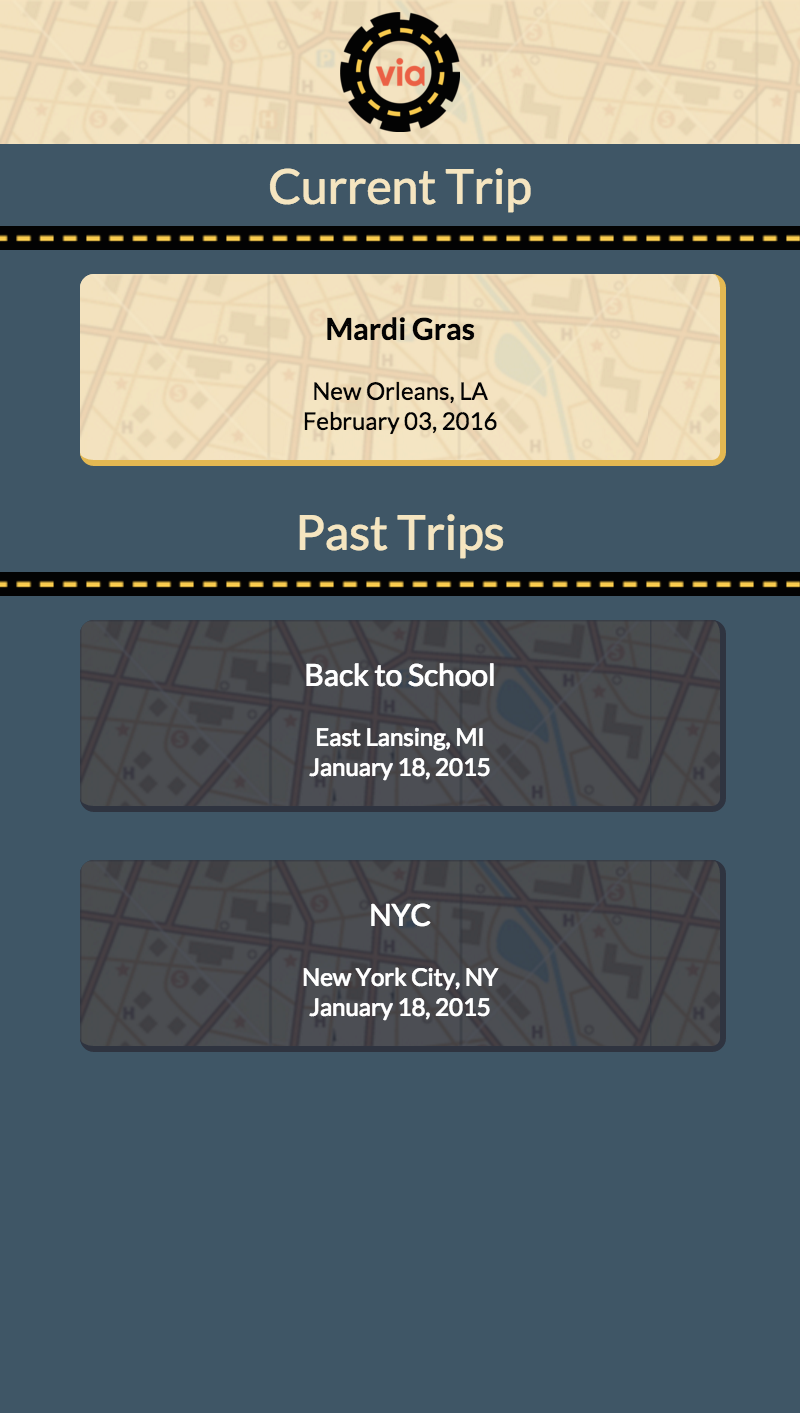 via
Current Trip
Mardi Gras
New Orleans, LA
February 03, 2016
Past Trips
Back to School
East Lansing, MI
January 18, 2015
NYC
New York City, NY
January 18, 2015